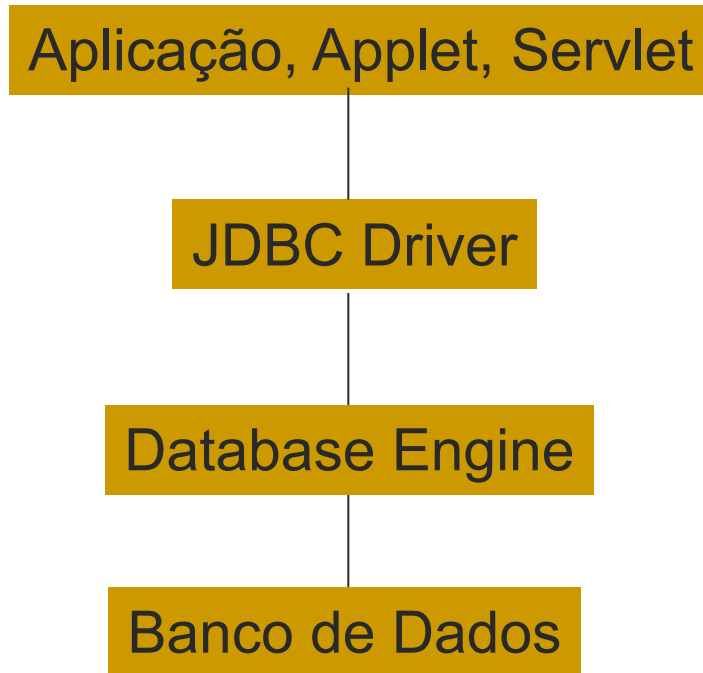 Aplicação, Applet, Servlet
JDBC Driver
Database Engine
Banco de Dados